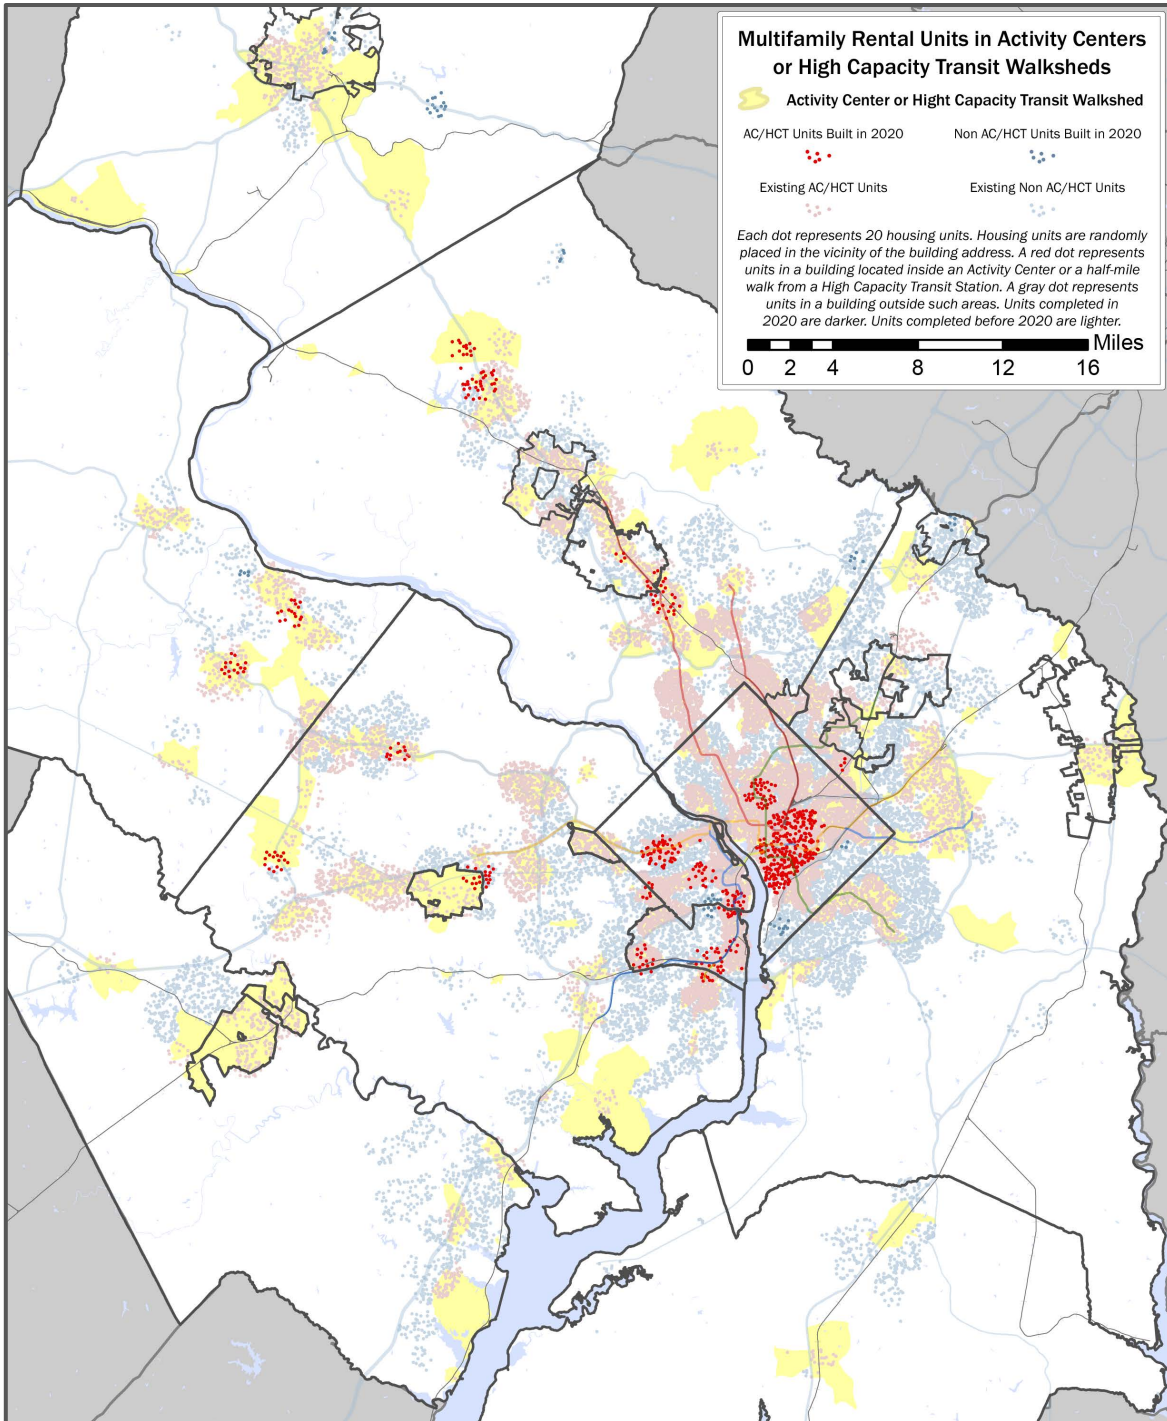 Multifamily Rental Units in Activity Centers
or High Capacity Transit Walksheds
Activity Center or Hight Capacity Transit Walkshed
AC/HCT Units Built in 2020
Non AC/HCT Units Built in 2020
Existing AC/HCT Units
Existing Non AC/HCT Units
Each dot represents 20 housing units. Housing units are randomly
placed in the vicinity of the building address. A red dot represents
units in a building located inside an Activity Center or a half-mile
walk from a High Capacity Transit Station. A gray dot represents
units in a building outside such areas. Units completed in
2020 are darker. Units completed before 2020 are lighter.
Miles
0 2 4 8 12 16